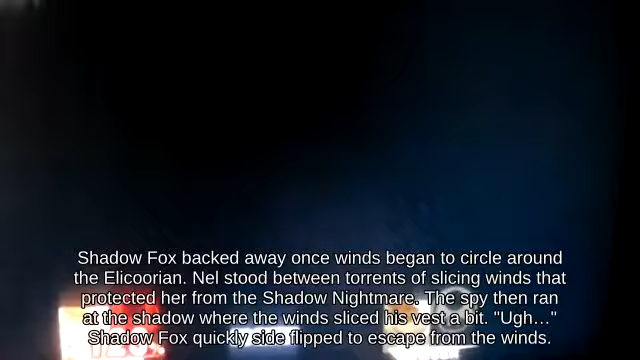 Shadow Fox backed away once winds began to circle around
the Elicoorian. Nel stood between torrents of slicing winds that
protected her from the Shadow Nightmare. The spy then ran
at the shadow where the winds sliced his vest a bit. "Ugh…"
Shadow Fox quickly side flipped to escape from the winds.